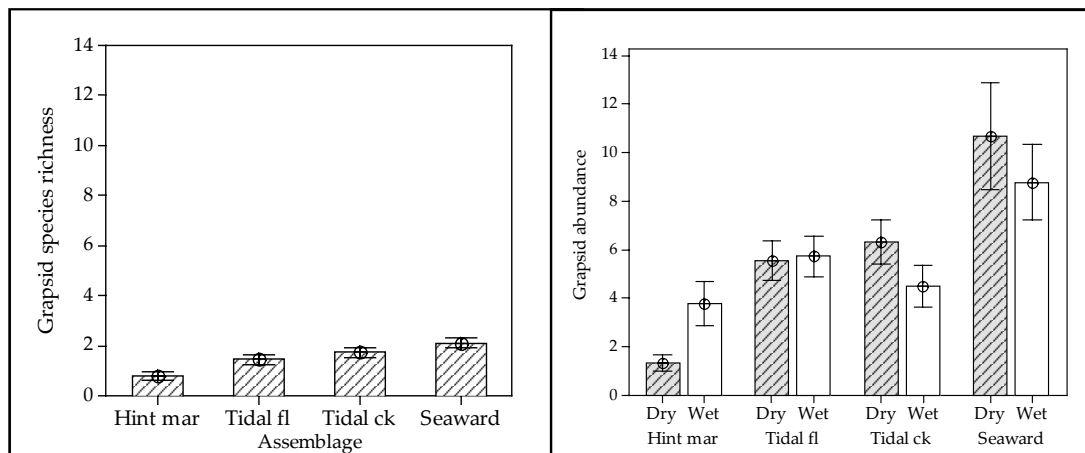 14
12
10
8
6
4
2
0
Grapsid species richness
Hint mar Tidal fl Tidal ck Seaward
Assemblage
14
12
10
8
6
4
2
0
Grapsid abundance
Dry Wet Dry Wet Dry Wet Dry Wet
Hint mar Tidal fl Tidal ck Seaward